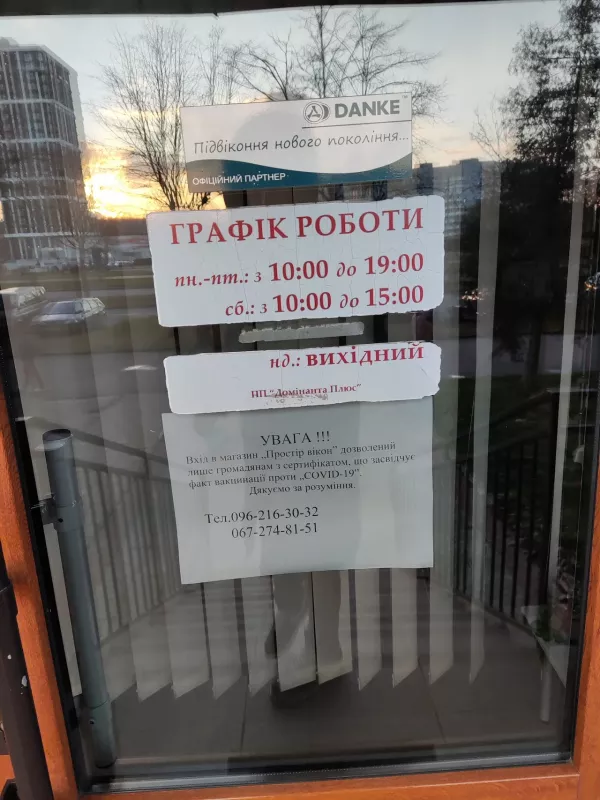 DANKE
Підвіконня нового покоління...
ОФІЦІЙНИЙ ПАРТНЕР
ГРАФІК РОБОТИ
пн.-пт.: з 10:00 до 19:00
сб.: з 10:00 до 15:00
нд.: ВИХІДНИЙ
НП "Домінанта Плюс"
УВАГА !!!
Вхід в магазин „Простір вікон” дозволений
лише громадянам з сертифікатом, що засвідчує
факт вакцинації проти „COVID-19”.
Дякуємо за розуміння.
Тел.096-216-30-32
067-274-81-51